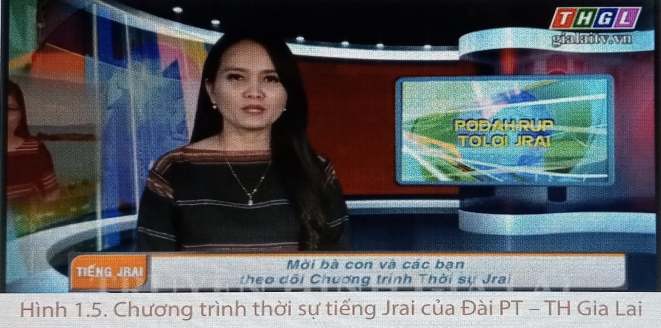 THGL
gialaitv.vn
PODAH RUP
TOLOI JRAI
TIẾNG JRAI
Mời bà con và các bạn
theo dõi Chương trình Thời sự Jrai
Hình 1.5. Chương trình thời sự tiếng Jrai của Đài PT – TH Gia Lai